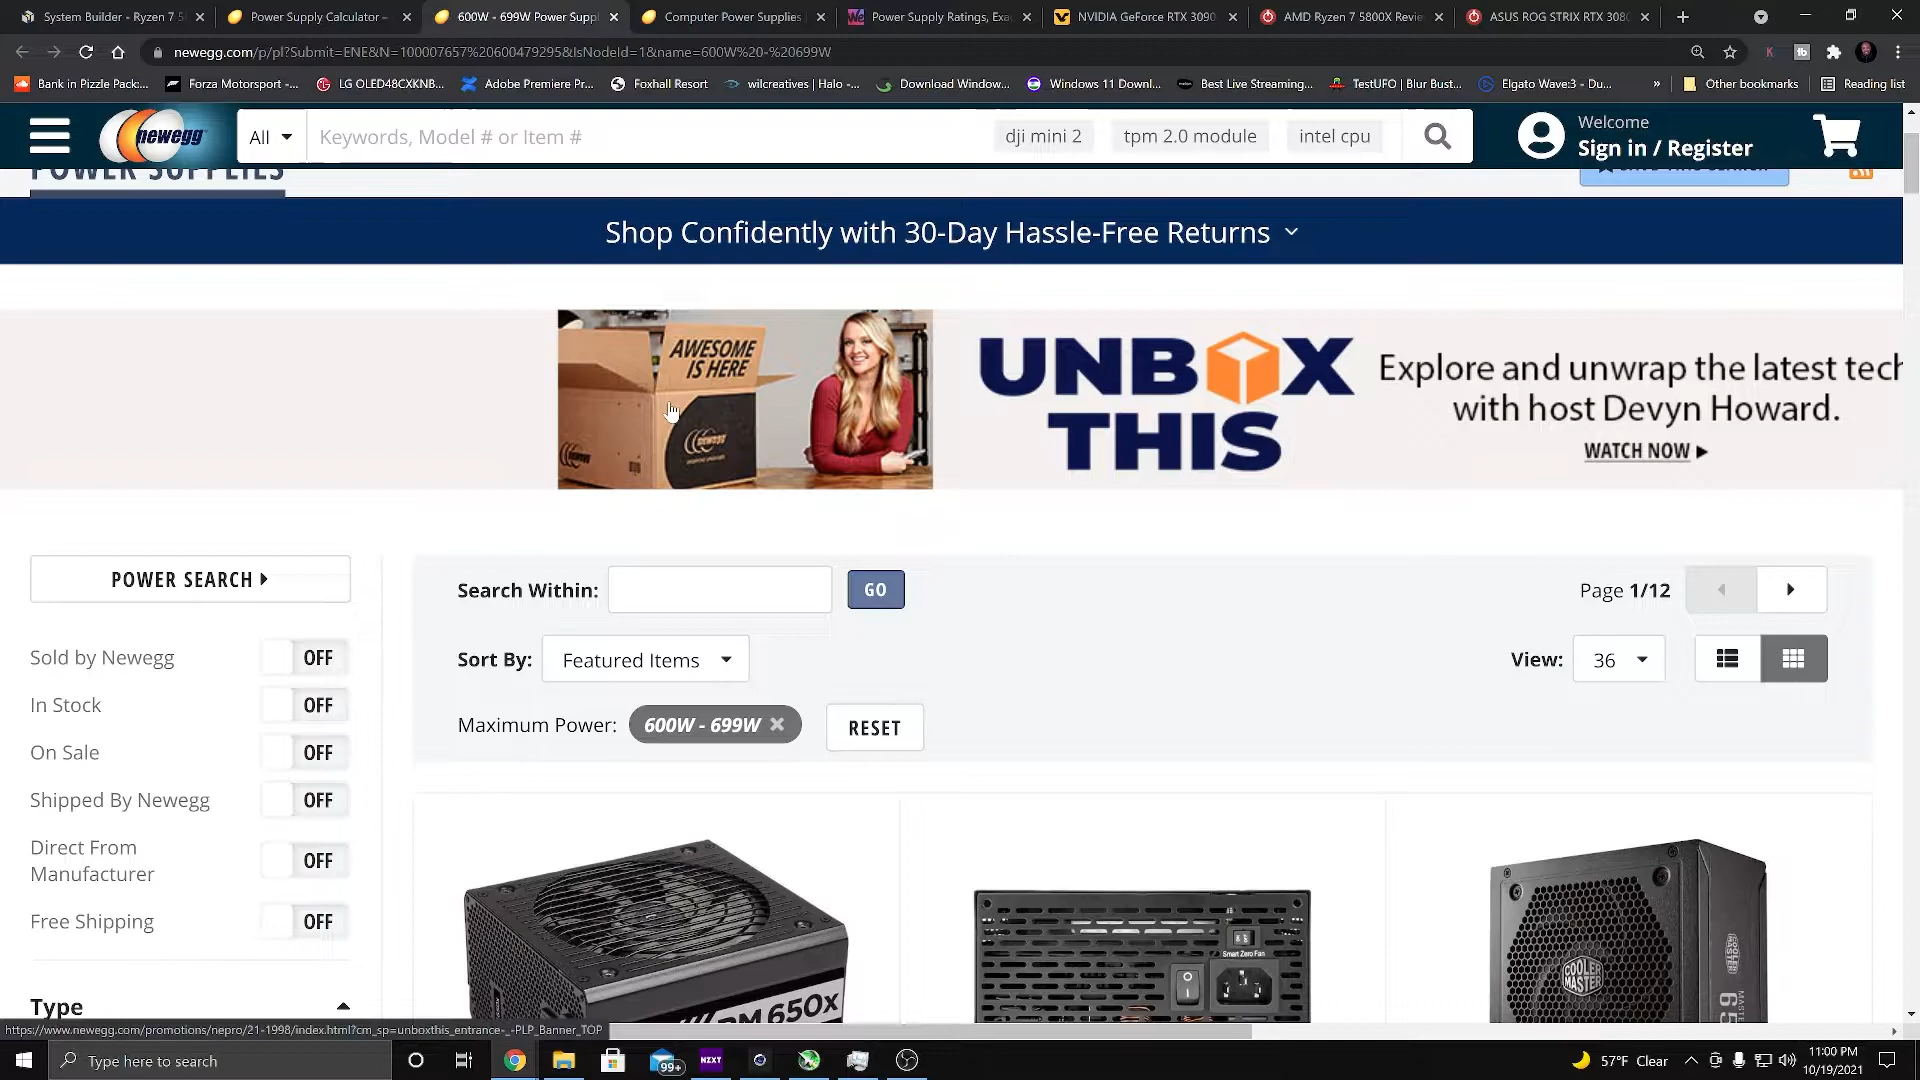 System Builder - Ryzen 7 5
Power Supply Calculator -
600W - 699W Power Suppl
Computer Power Supplies
Power Supply Ratings, Exa
NVIDIA GeForce RTX 3090
AMD Ryzen 7 5800X Revie
ASUS ROG STRIX RTX 308
newegg.com/p/pl?Submit=ENE&N=100007657%20600479295&IsNodeId=1&name=600W%20-%20699W
Bank in Pizzle Pack:...
Forza Motorsport -...
LG OLED48CXKNB...
Adobe Premiere Pr...
Foxhall Resort
wilcreatives | Halo -...
Download Window...
Windows 11 Downl...
Best Live Streaming...
TestUFO | Blur Bust...
Elgato Wave:3 - Du...
»
Other bookmarks
Reading list
newegg
All
Keywords, Model # or Item #
dji mini 2
tpm 2.0 module
intel cpu
Welcome
Sign in / Register
POWER SUPPLIES
Shop Confidently with 30-Day Hassle-Free Returns
AWESOME
IS HERE
newegg
UNBOX
THIS
Explore and unwrap the latest tech
with host Devyn Howard.
WATCH NOW
POWER SEARCH
Search Within:
GO
Page 1/12
Sold by Newegg OFF
Sort By: Featured Items
View: 36
In Stock OFF
Maximum Power: 600W - 699W
RESET
On Sale OFF
Shipped By Newegg OFF
Direct From
Manufacturer OFF
Free Shipping OFF
Type
RM650x
Smart Zero Fan
COOLER
MASTER
https://www.newegg.com/promotions/nepro/21-1998/index.html?cm_sp=unboxthis_entrance-_-PLP_Banner_TOP
Type here to search
99+
NZXT
57°F Clear
11:00 PM
10/19/2021